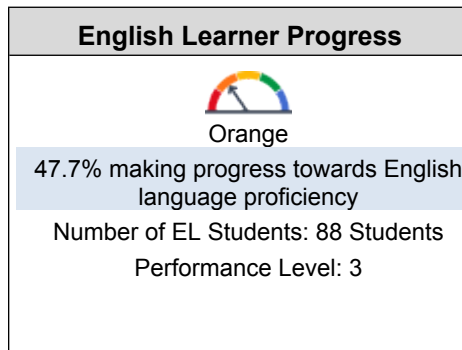 English Learner Progress
Orange
47.7% making progress towards English
language proficiency
Number of EL Students: 88 Students
Performance Level: 3